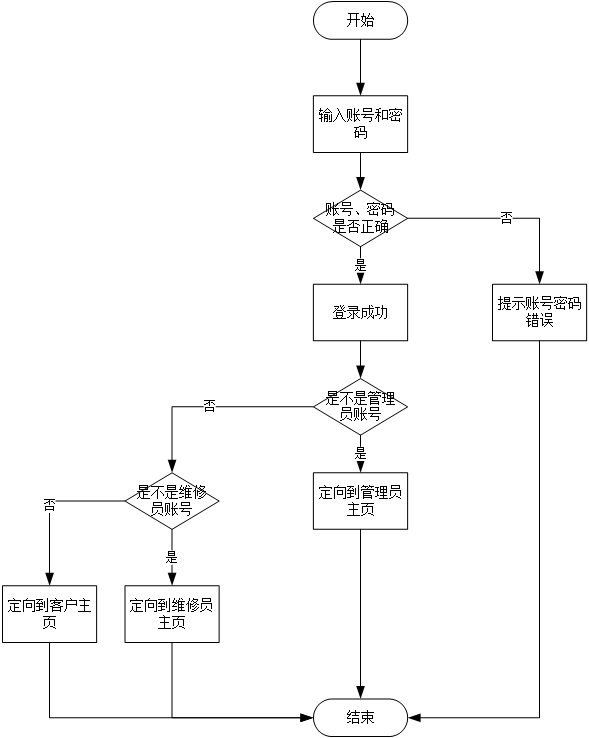 开始
输入账号和密
码
账号、密码
是否正确
否
是
登录成功
提示账号密码
错误
是不是管理
员账号
否
是
定向到管理员
主页
是不是维修
员账号
否
是
定向到客户主
页
定向到维修员
主页
结束